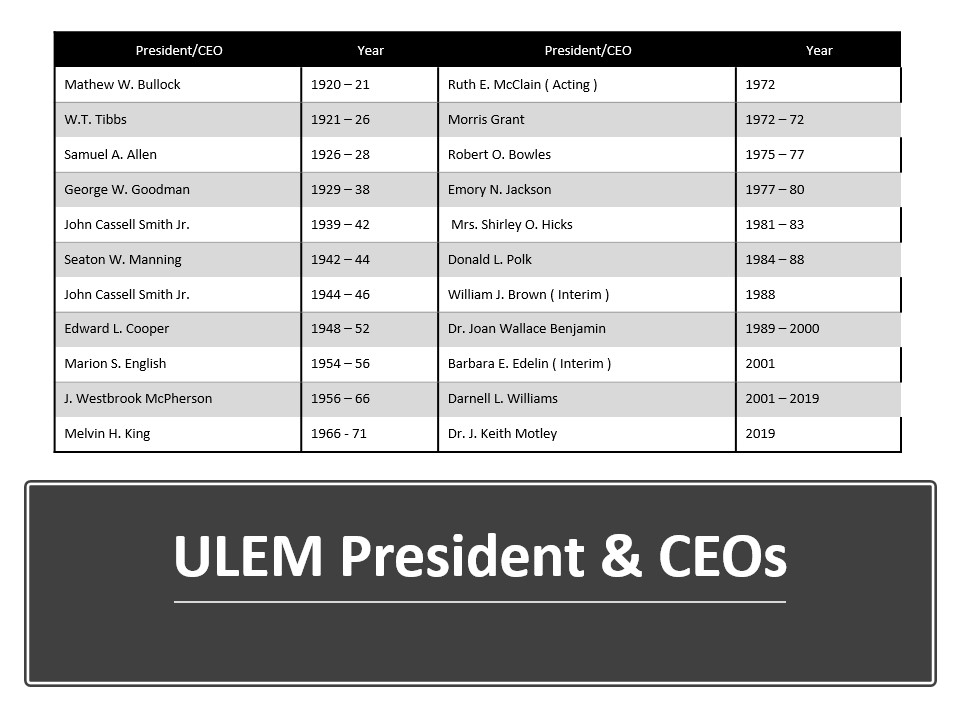 President/CEO Year President/CEO Year
Mathew W. Bullock 1920 – 21 Ruth E. McClain ( Acting ) 1972
W.T. Tibbs 1921 – 26 Morris Grant 1972 – 72
Samuel A. Allen 1926 – 28 Robert O. Bowles 1975 – 77
George W. Goodman 1929 – 38 Emory N. Jackson 1977 – 80
John Cassell Smith Jr. 1939 – 42 Mrs. Shirley O. Hicks 1981 – 83
Seaton W. Manning 1942 – 44 Donald L. Polk 1984 – 88
John Cassell Smith Jr. 1944 – 46 William J. Brown ( Interim ) 1988
Edward L. Cooper 1948 – 52 Dr. Joan Wallace Benjamin 1989 – 2000
Marion S. English 1954 – 56 Barbara E. Edelin ( Interim ) 2001
J. Westbrook McPherson 1956 – 66 Darnell L. Williams 2001 – 2019
Melvin H. King 1966 - 71 Dr. J. Keith Motley 2019
ULEM President & CEOs